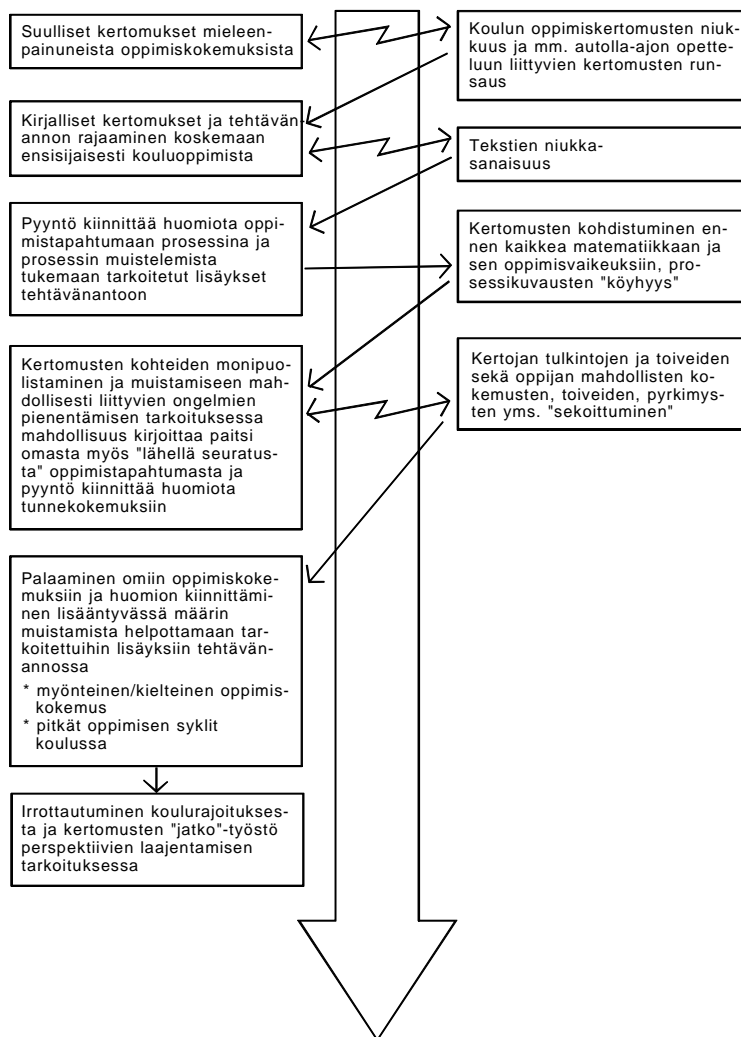 Suulliset kertomukset mieleen-
painuneista oppimiskokemuksista
Koulun oppimiskertomusten niuk-
kuus ja mm. autolla-ajon opette-
luun liittyvien kertomusten run-
saus
Kirjalliset kertomukset ja tehtävän-
annon rajaaminen koskemaan
ensisijaisesti kouluoppimista
Tekstien niukka-
sanaisuus
Pyyntö kiinnittää huomiota oppi-
mistapahtumaan prosessina ja
prosessin muistelemista
tukemaan tarkoitetut lisäykset
tehtävänantoon
Kertomusten kohdistuminen en-
nen kaikkea matematiikkaan ja
sen oppimisvaikeuksiin, pro-
sessikuvausten "köyhyys"
Kertomusten kohteiden monipuo-
listaminen ja muistamiseen mah-
dollisesti liittyvien ongelmien
pienentämisen tarkoituksessa
mahdollisuus kirjoittaa paitsi
omasta myös "lähellä seuratus-
ta" oppimistapahtumasta ja
pyyntö kiinnittää huomiota
tunnekokemuksiin
Kertojan tulkintojen ja toiveiden
sekä oppijan mahdollisten ko-
kemusten, toiveiden, pyrkimys-
ten yms. "sekoittuminen"
Palaaminen omiin oppimiskoke-
muksiin ja huomion kiinnittämi-
nen lisääntyvässä määrin
muistamista helpottamaan tar-
koitettuihin lisäyksiin tehtävän-
annossa
* myönteinen/kielteinen oppimis-
kokemus
* pitkät oppimisen syklit
koulussa
Irrottautuminen koulurajoitukses-
ta ja kertomusten "jatko"-työstö
perspektiivien laajentamisen
tarkoituksessa